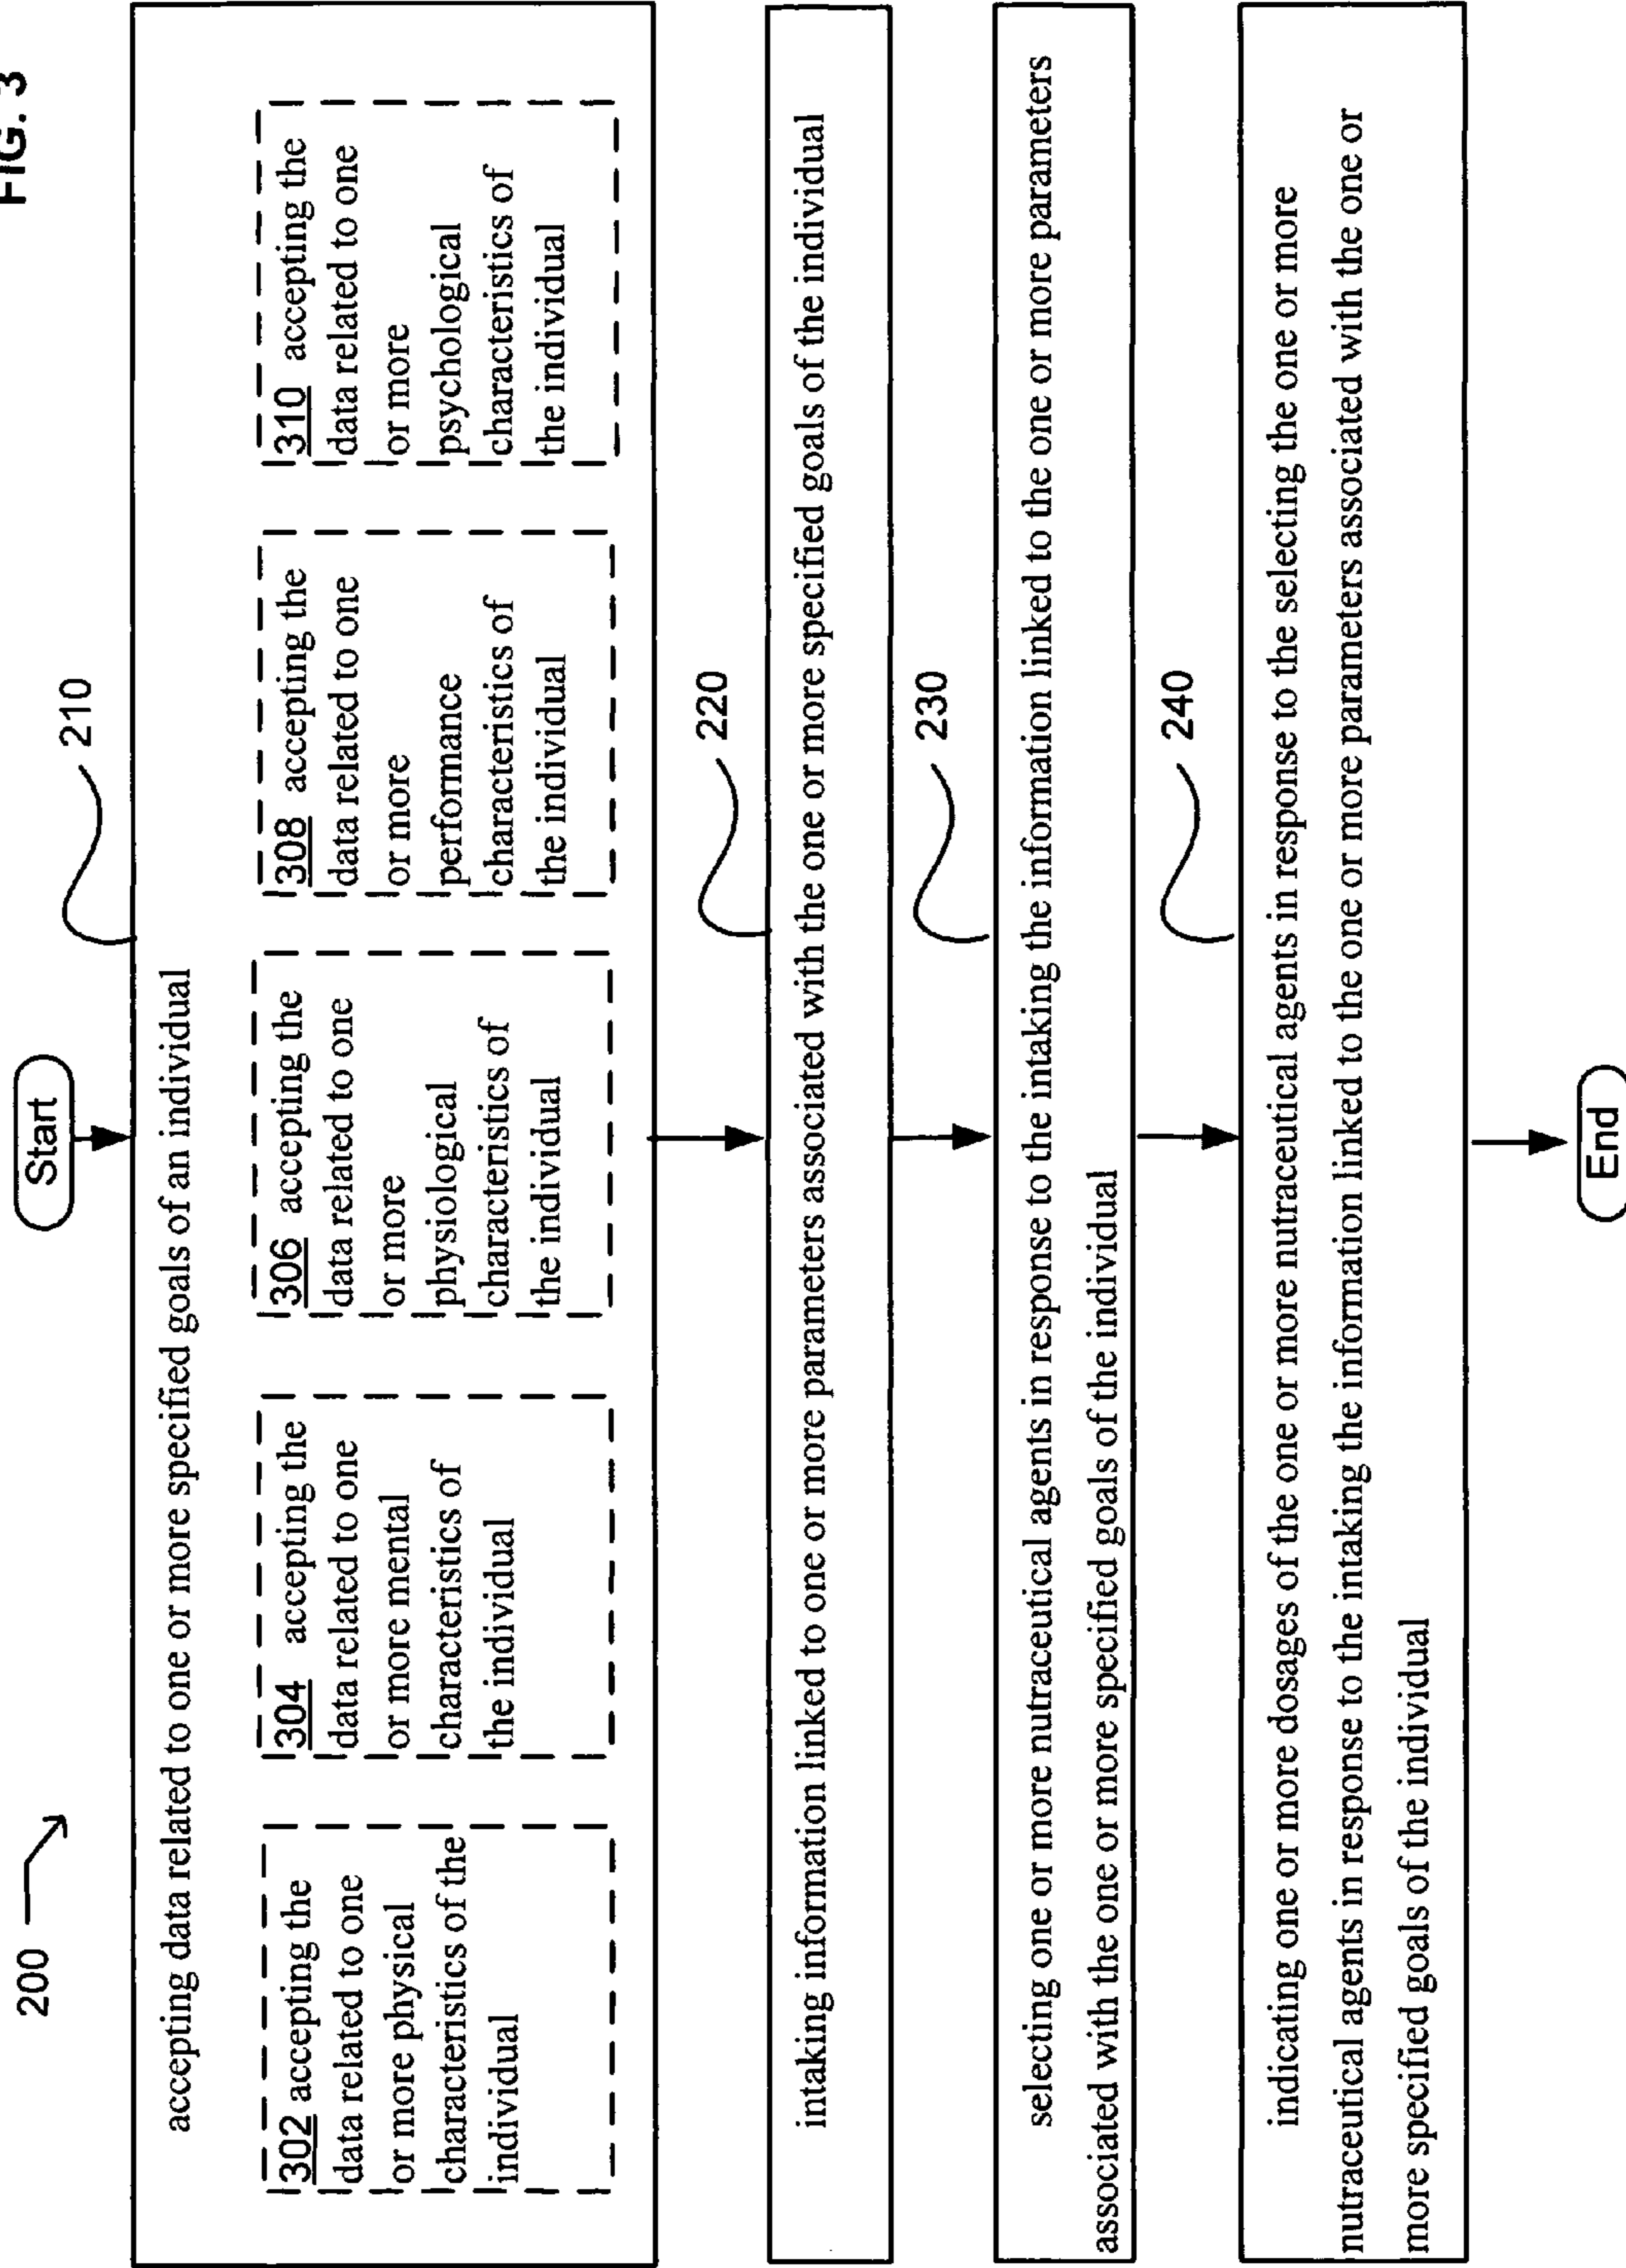 FIG. 3
200
Start
210
accepting data related to one or more specified goals of an individual
302 accepting the
data related to one
or more physical
characteristics of the
individual
304 accepting the
data related to one
or more mental
characteristics of
the individual
306 accepting the
data related to one
or more
physiological
characteristics of
the individual
308 accepting the
data related to one
or more
performance
characteristics of
the individual
310 accepting the
data related to one
or more
psychological
characteristics of
the individual
220
intaking information linked to one or more parameters associated with the one or more specified goals of the individual
230
selecting one or more nutraceutical agents in response to the intaking the information linked to the one or more parameters
associated with the one or more specified goals of the individual
240
indicating one or more dosages of the one or more nutraceutical agents in response to the selecting the one or more
nutraceutical agents in response to the intaking the information linked to the one or more parameters associated with the one or
more specified goals of the individual
End